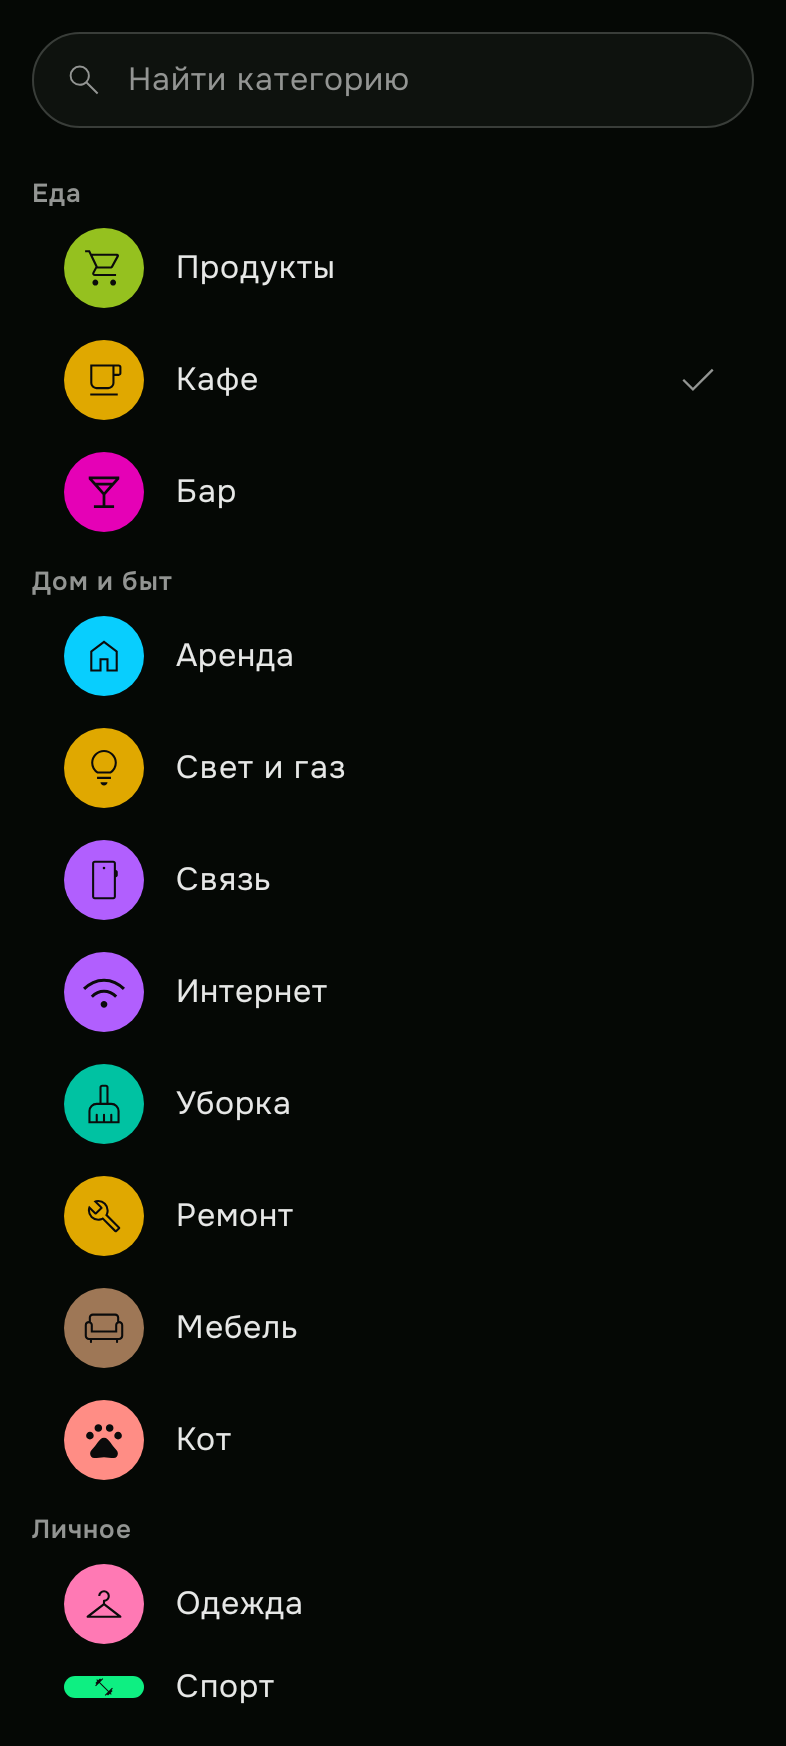 Найти категорию
Еда
Продукты
Кафе
Бар
Дом и быт
Аренда
Свет и газ
Связь
Интернет
Уборка
Ремонт
Мебель
Кот
Личное
Одежда
Спорт